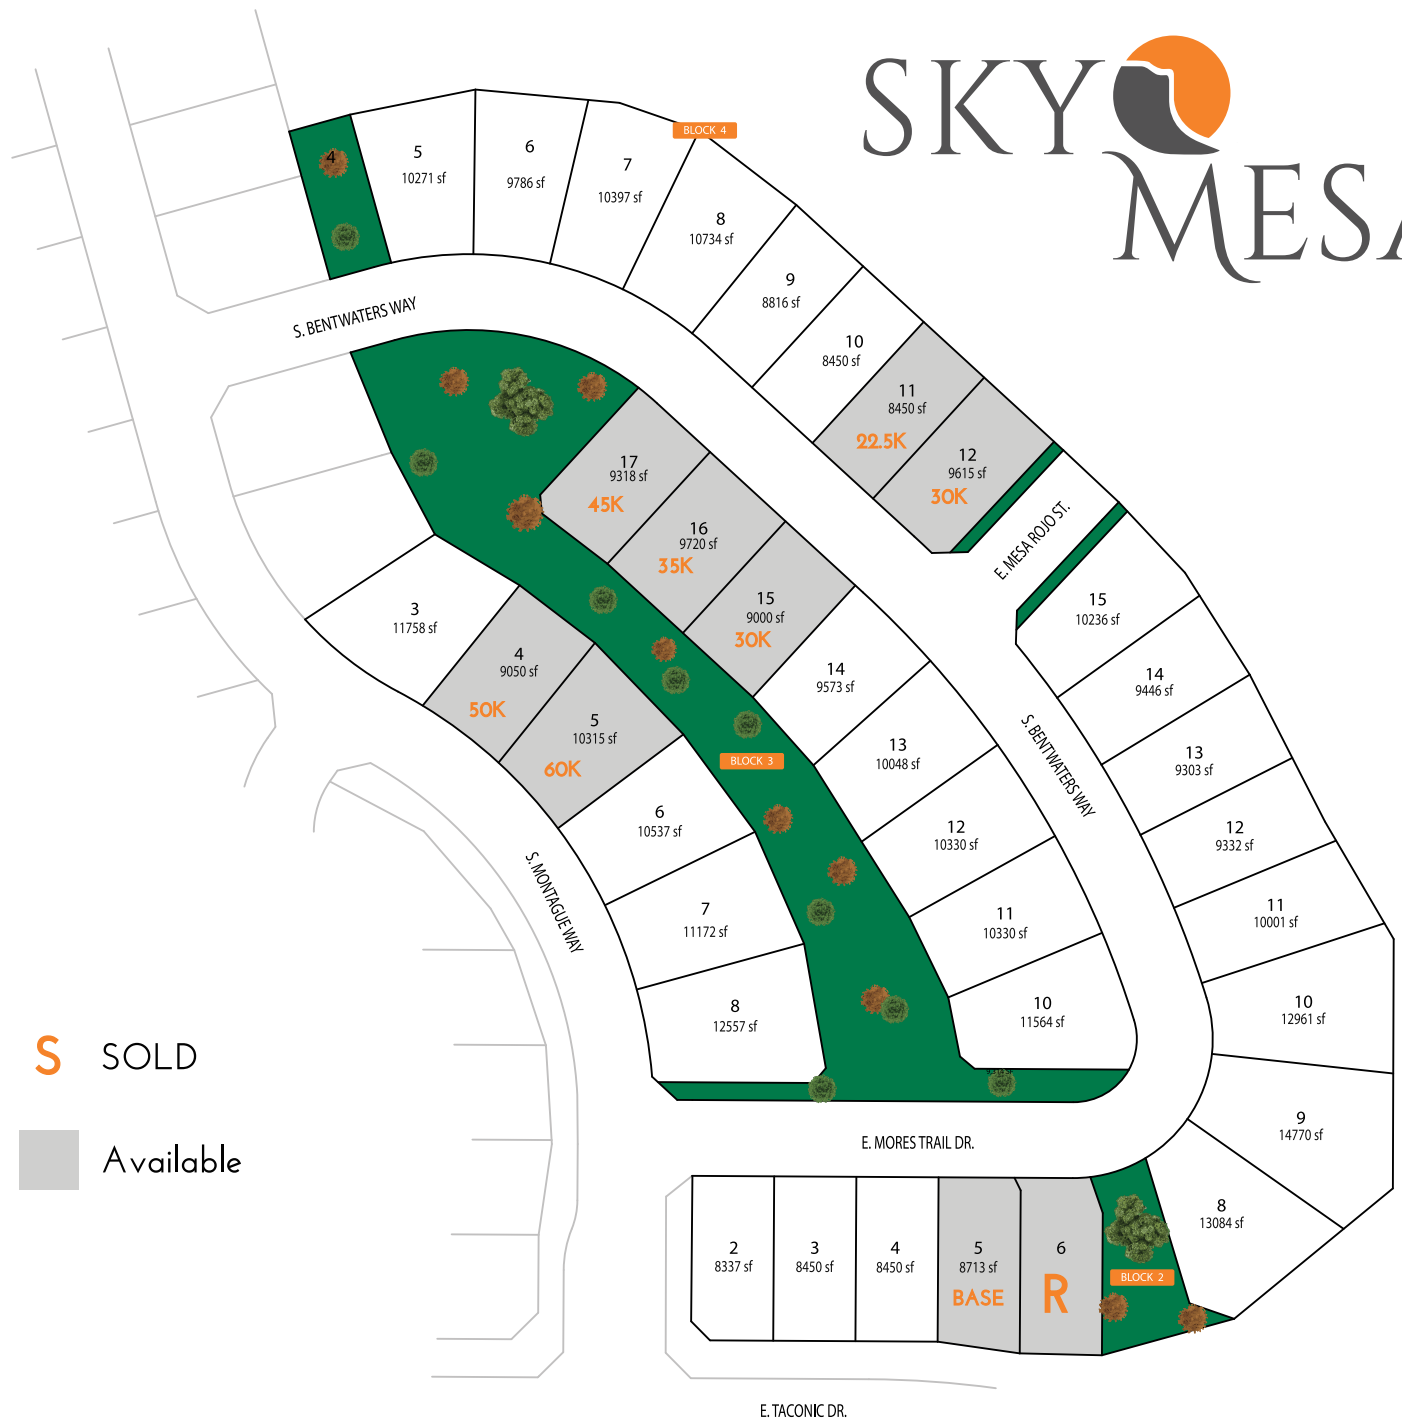 SKY
MESA
BLOCK 4
4
5
10271 sf
6
9786 sf
7
10397 sf
8
10734 sf
9
8816 sf
10
8450 sf
11
8450 sf
22.5K
12
9615 sf
30K
S. BENTWATERS WAY
E. MESA ROJO ST.
17
9318 sf
45K
16
9720 sf
35K
15
9000 sf
30K
14
9573 sf
13
10048 sf
12
10330 sf
11
10330 sf
10
11564 sf
3
11758 sf
4
9050 sf
50K
5
10315 sf
60K
6
10537 sf
7
11172 sf
8
12557 sf
BLOCK 3
S. MONTAGUE WAY
S. BENTWATERS WAY
15
10236 sf
14
9446 sf
13
9303 sf
12
9332 sf
11
10001 sf
10
12961 sf
9
14770 sf
8
13084 sf
E. MORES TRAIL DR.
2
8337 sf
3
8450 sf
4
8450 sf
5
8713 sf
BASE
6
R
BLOCK 2
E. TACONIC DR.
S SOLD
Available